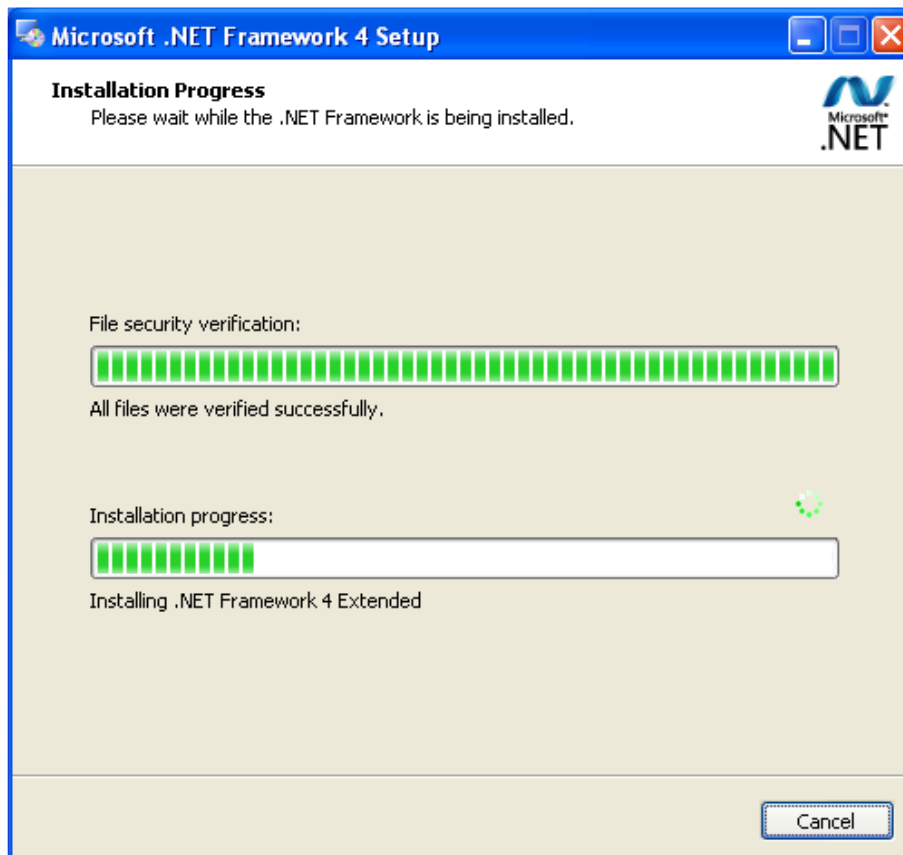 Microsoft .NET Framework 4 Setup
Installation Progress
Please wait while the .NET Framework is being installed.
Microsoft®
.NET
File security verification:
All files were verified successfully.
Installation progress:
Installing .NET Framework 4 Extended
Cancel